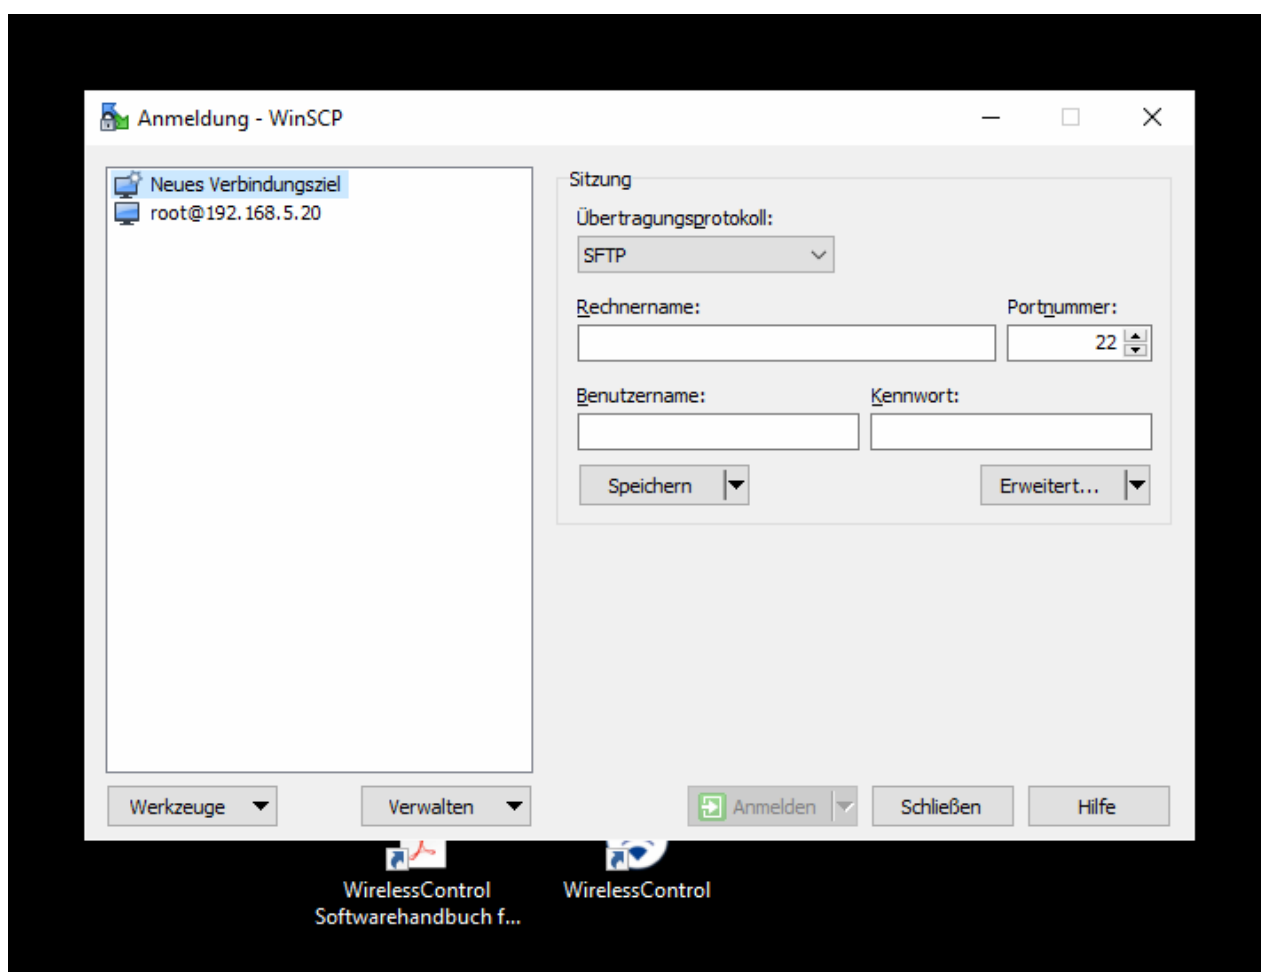 Anmeldung - WinSCP
Neues Verbindungsziel
root@192.168.5.20
Sitzung
Übertragungsprotokoll:
SFTP
Rechnername:
Portnummer:
22
Benutzername:
Kennwort:
Speichern
Erweitert...
Werkzeuge
Verwalten
Anmelden
Schließen
Hilfe
WirelessControl
Softwarehandbuch f...
WirelessControl